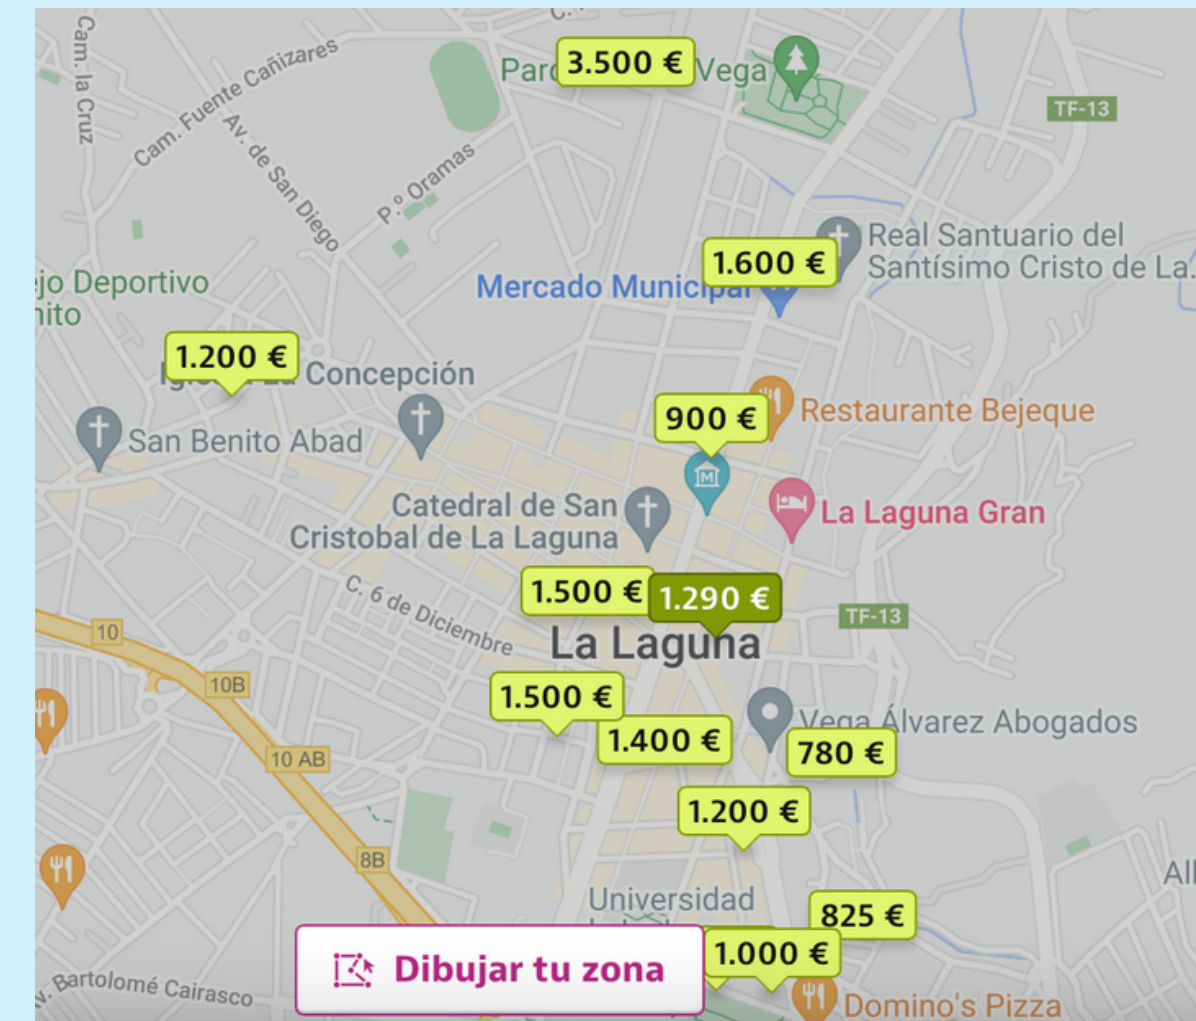 C.
Cam. la Cruz
Cam. Fuente Cañizares
3.500 €
Vega
TF-13
Av. de San Diego
P.º Oramas
Real Santuario del
Santísimo Cristo de La
1.600 €
Mercado Municipal
Deportivo
1.200 €
La Concepción
Restaurante Bejeque
900 €
San Benito Abad
M
Catedral de San
Cristobal de La Laguna
La Laguna Gran
1.500 €
1.290 €
C. 6 de Diciembre
TF-13
10
La Laguna
10B
1.500 €
Vega Álvarez Abogados
1.400 €
780 €
10 AB
1.200 €
8B
Universidad
825 €
Dibujar tu zona
1.000 €
Bartolomé Cairasco
Domino's Pizza